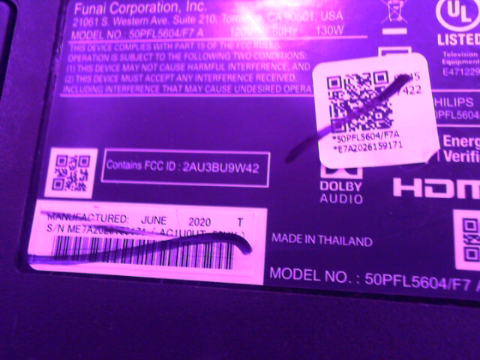 Funai Corporation, Inc.
21061 S. Western Ave. Suite 210, CA 90501, USA
MODEL NO.: 50PFL5604/F7 A 130W
THIS DEVICE COMPLIES WITH PART 15 OF THE FCC RULES.
OPERATION IS SUBJECT TO THE FOLLOWING TWO CONDITIONS:
(1) THIS DEVICE MAY NOT CAUSE HARMFUL INTERFERENCE, AND
(2) THIS DEVICE MUST ACCEPT ANY INTERFERENCE RECEIVED,
INCLUDING INTERFERENCE THAT MAY CAUSE UNDESIRED
UL
LISTED
Television
E471229
422
*50PFL5604/F7A
*E7A2026159171
PHILIPS
Contains FCC ID : 2AU3BU9W42
DOLBY
AUDIO
MANUFACTURED: JUNE 2020 T
S/N
MADE IN THAILAND
MODEL NO. : 50PFL5604/F7 A